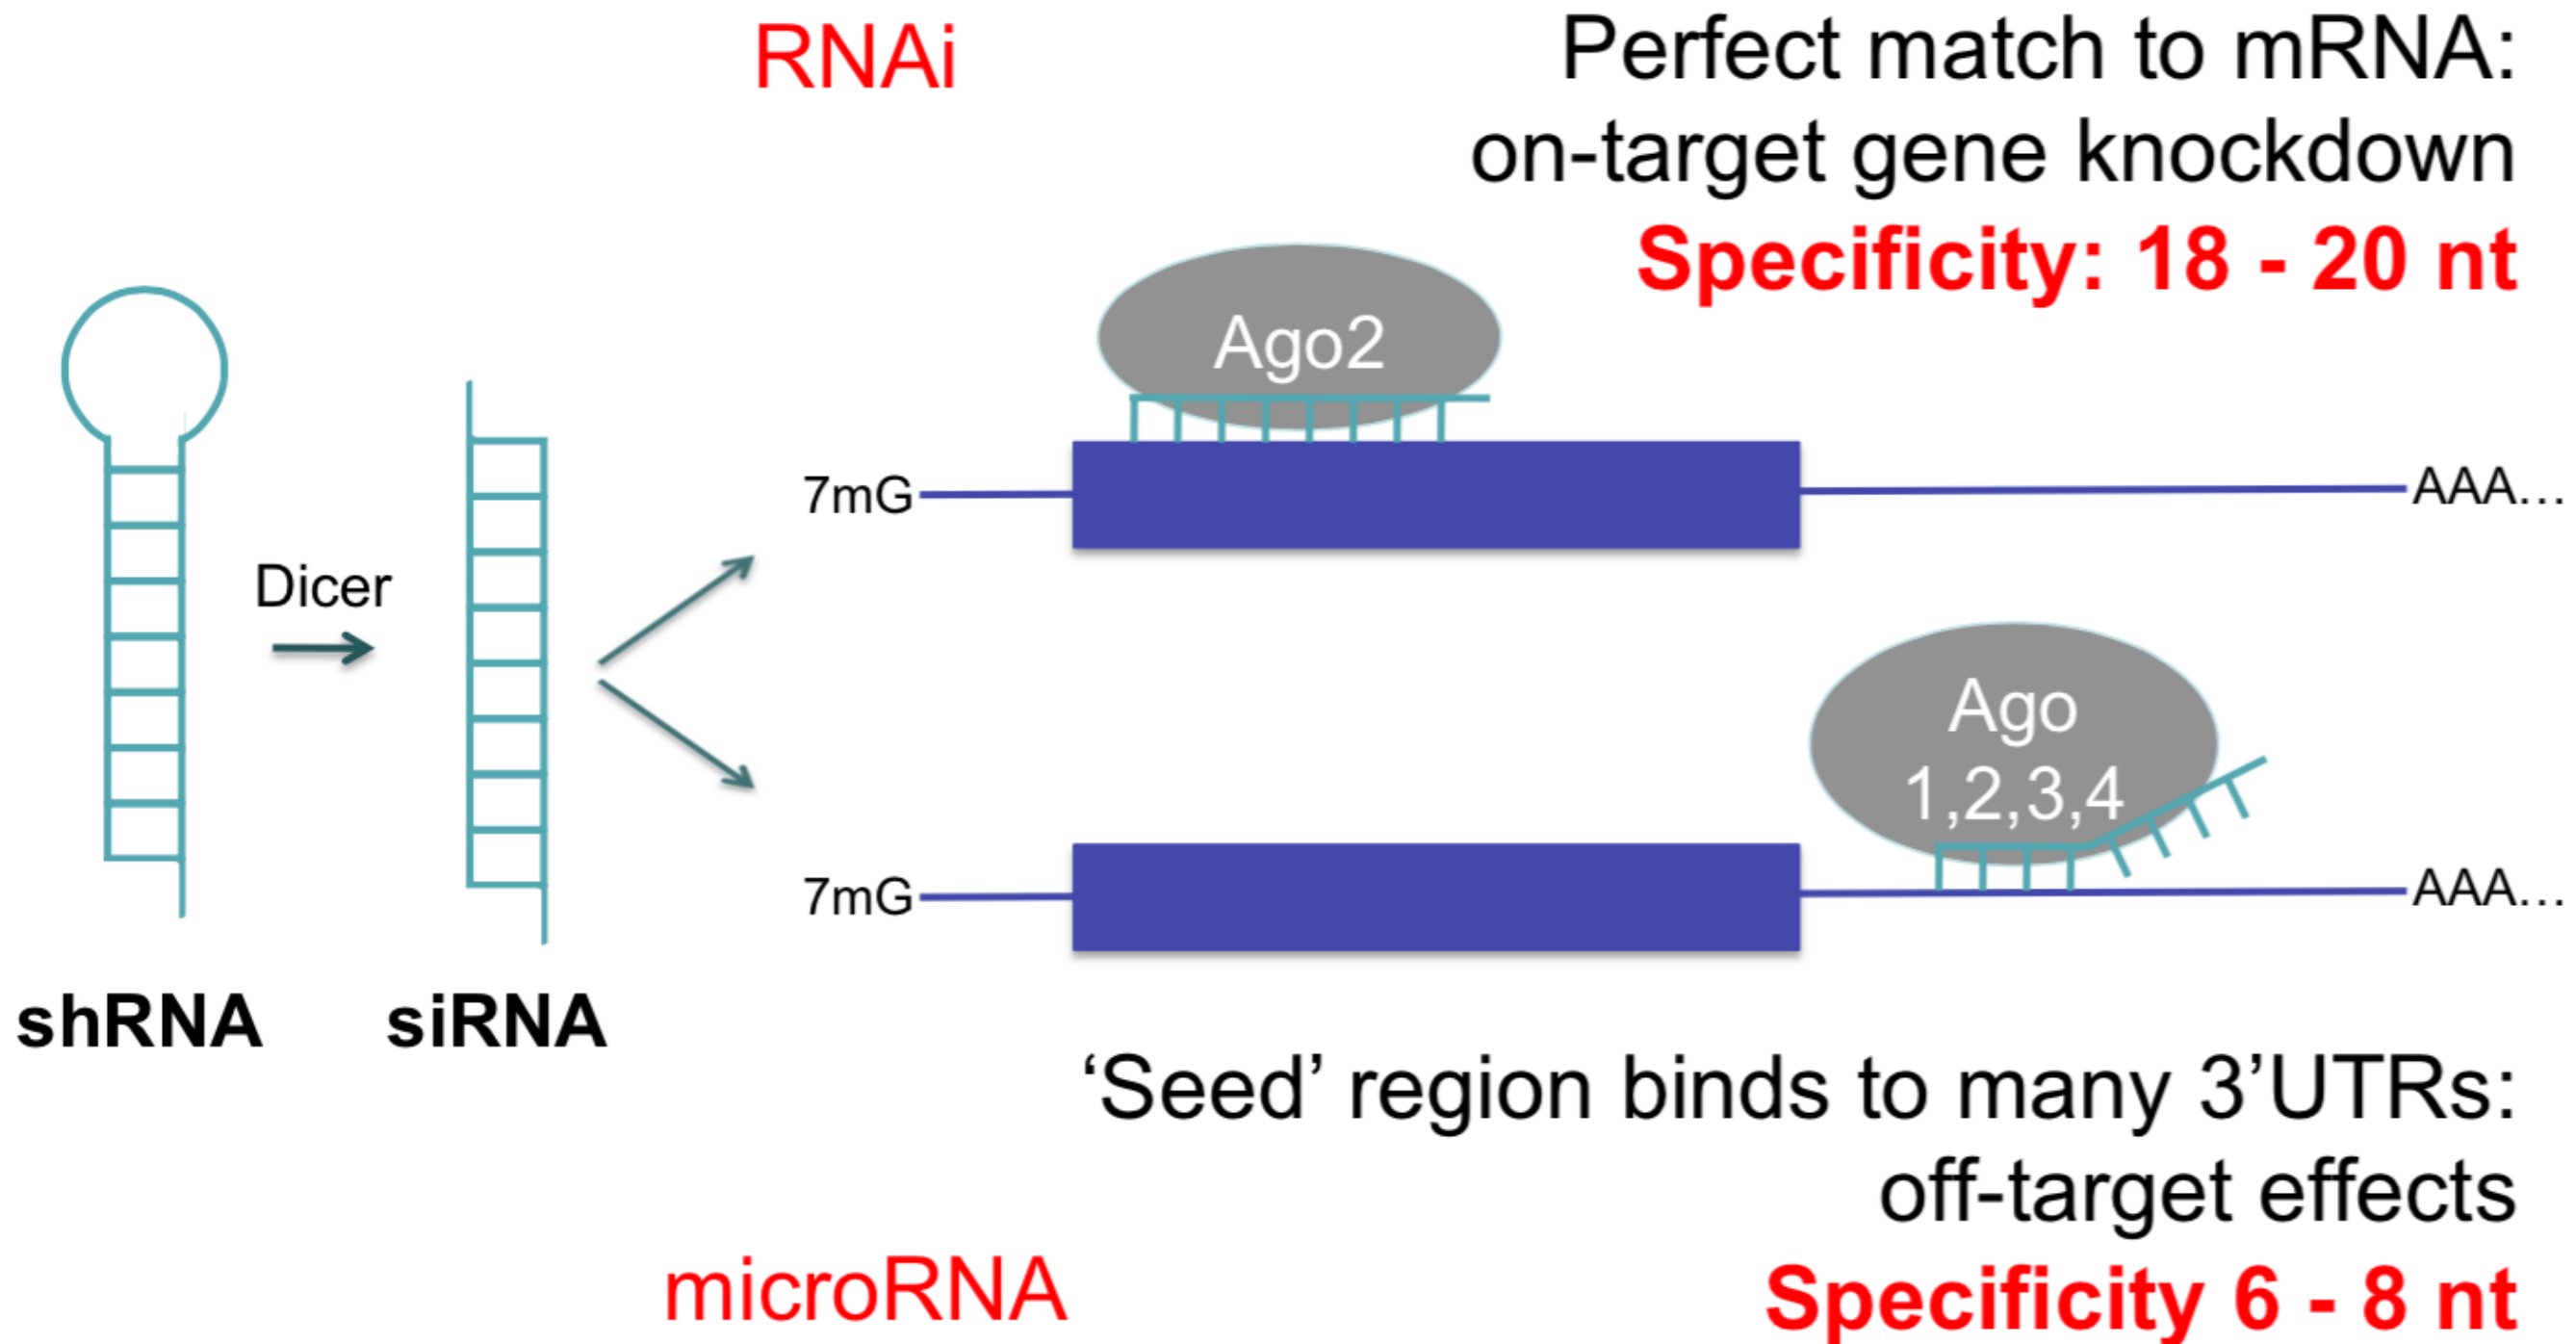 RNAi
Perfect match to mRNA:
on-target gene knockdown
Specificity: 18 - 20 nt
Ago2
7mG
AAA…
Dicer
Ago
1,2,3,4
7mG
AAA…
shRNA
siRNA
‘Seed’ region binds to many 3’UTRs:
off-target effects
microRNA
Specificity 6 - 8 nt